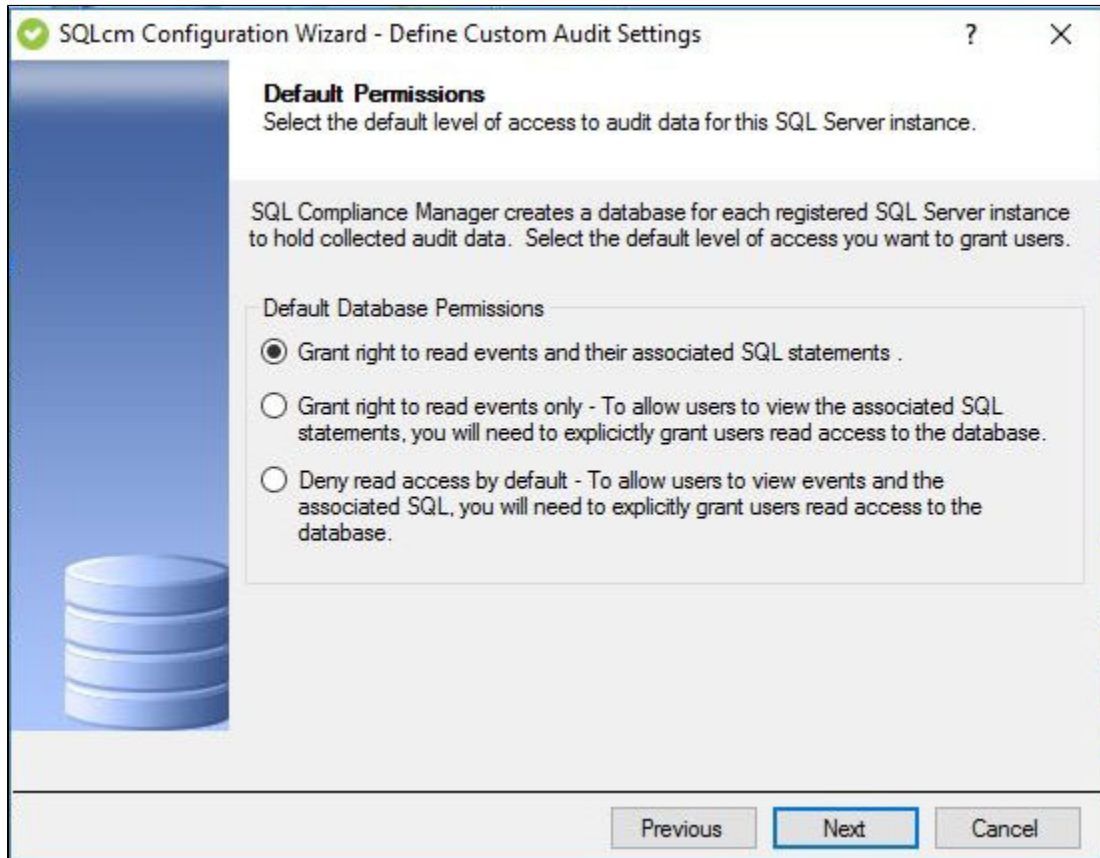 SQLcm Configuration Wizard - Define Custom Audit Settings
?
Default Permissions
Select the default level of access to audit data for this SQL Server instance.
SQL Compliance Manager creates a database for each registered SQL Server instance
to hold collected audit data. Select the default level of access you want to grant users.
Default Database Permissions
Grant right to read events and their associated SQL statements .
Grant right to read events only - To allow users to view the associated SQL
statements, you will need to explicictly grant users read access to the database.
Deny read access by default - To allow users to view events and the
associated SQL, you will need to explicitly grant users read access to the
database.
Previous
Next
Cancel